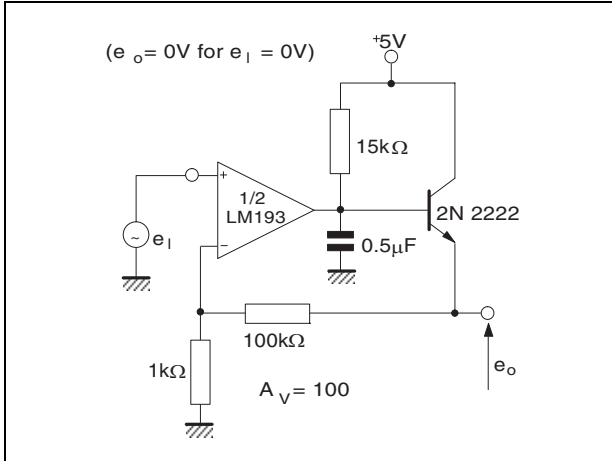 (e o = 0V for e I = 0V)
+5V
15kΩ
1/2
LM193
+
−
2N 2222
~
e I
0.5μF
100kΩ
1kΩ
A V = 100
e o